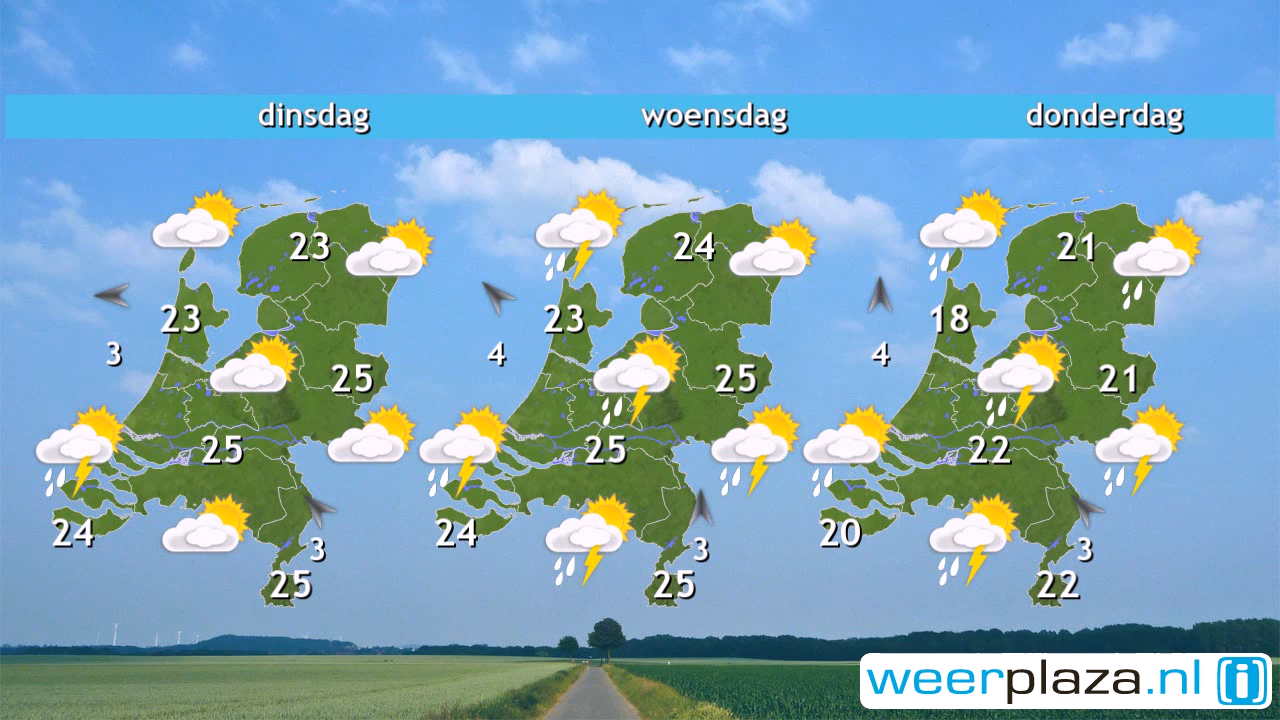 dinsdag woensdag donderdag
23 24 21
23 23 18
3 4 4
25 25 21
25 25 22
24 24 20
3 3 3
25 25 22
weerplaza.nl i